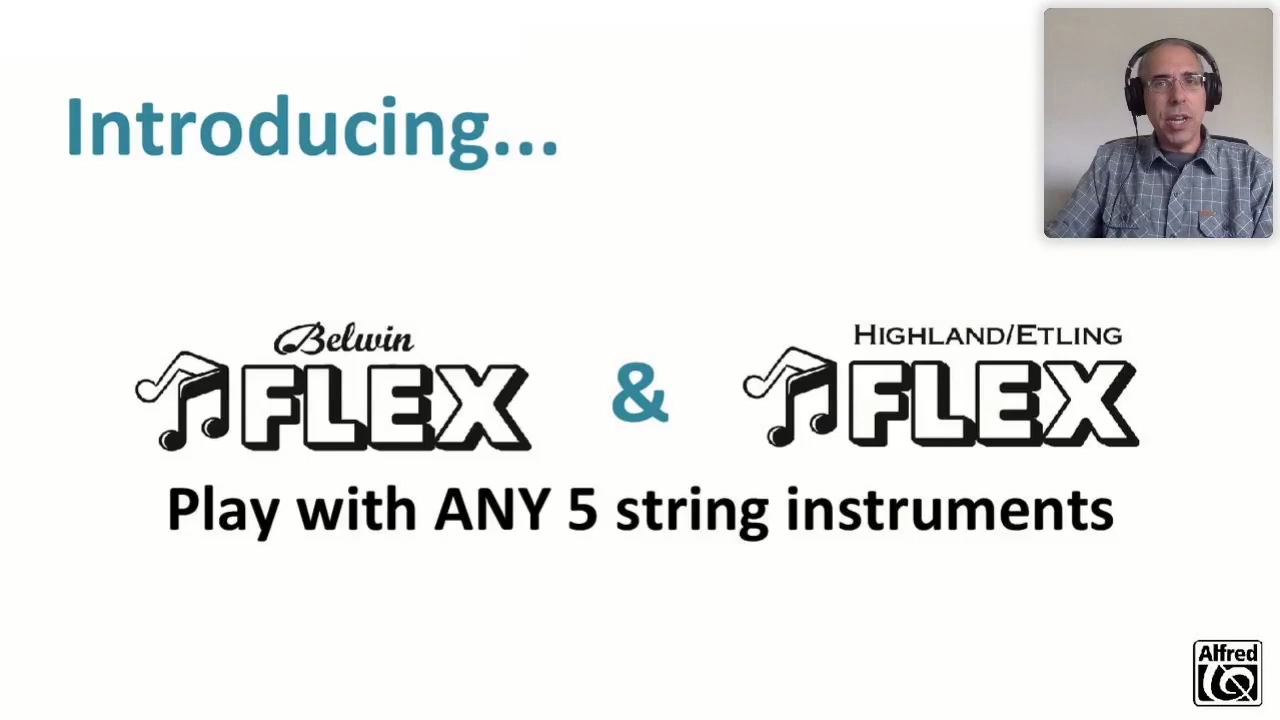 Introducing...
Belwin
FLEX
&
HIGHLAND/ETLING
FLEX
Play with ANY 5 string instruments
Alfred